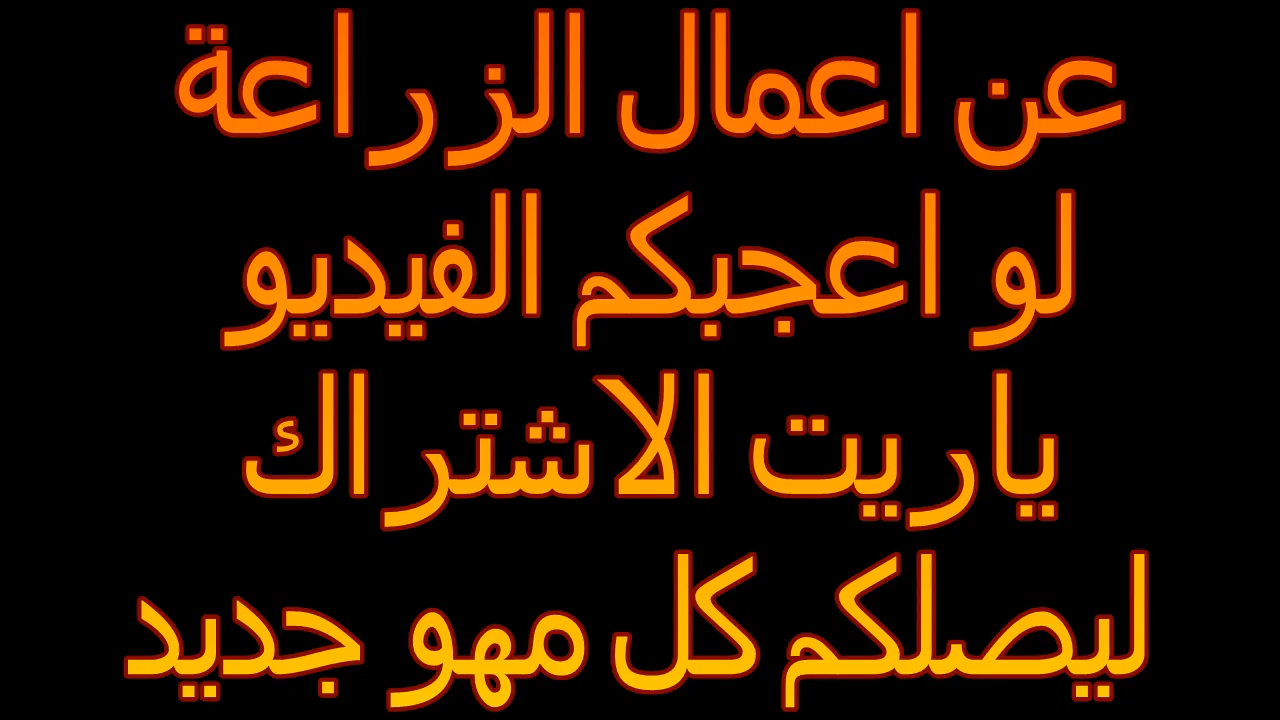 عن اعمال الزراعة
لو اعجبكم الفيديو
ياريت الاشتراك
ليصلكم كل مهو جديد